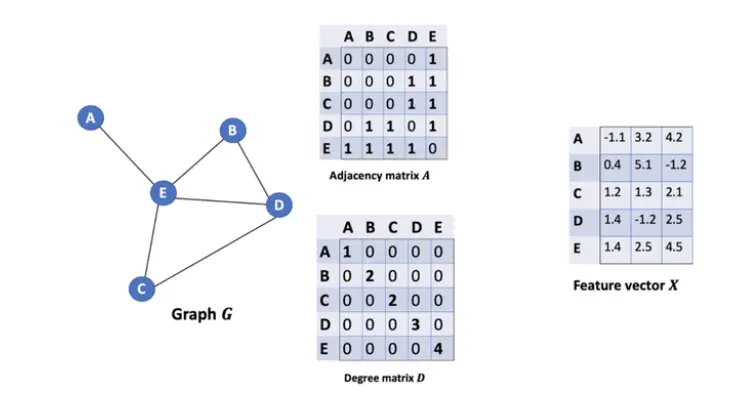 A
B
E
D
C
Graph G
A B C D E
A 0 0 0 0 1
B 0 0 0 1 1
C 0 0 0 1 1
D 0 1 1 0 1
E 1 1 1 1 0
Adjacency matrix A
A B C D E
A 1 0 0 0 0
B 0 2 0 0 0
C 0 0 2 0 0
D 0 0 0 3 0
E 0 0 0 0 4
Degree matrix D
A -1.1 3.2 4.2
B 0.4 5.1 -1.2
C 1.2 1.3 2.1
D 1.4 -1.2 2.5
E 1.4 2.5 4.5
Feature vector X